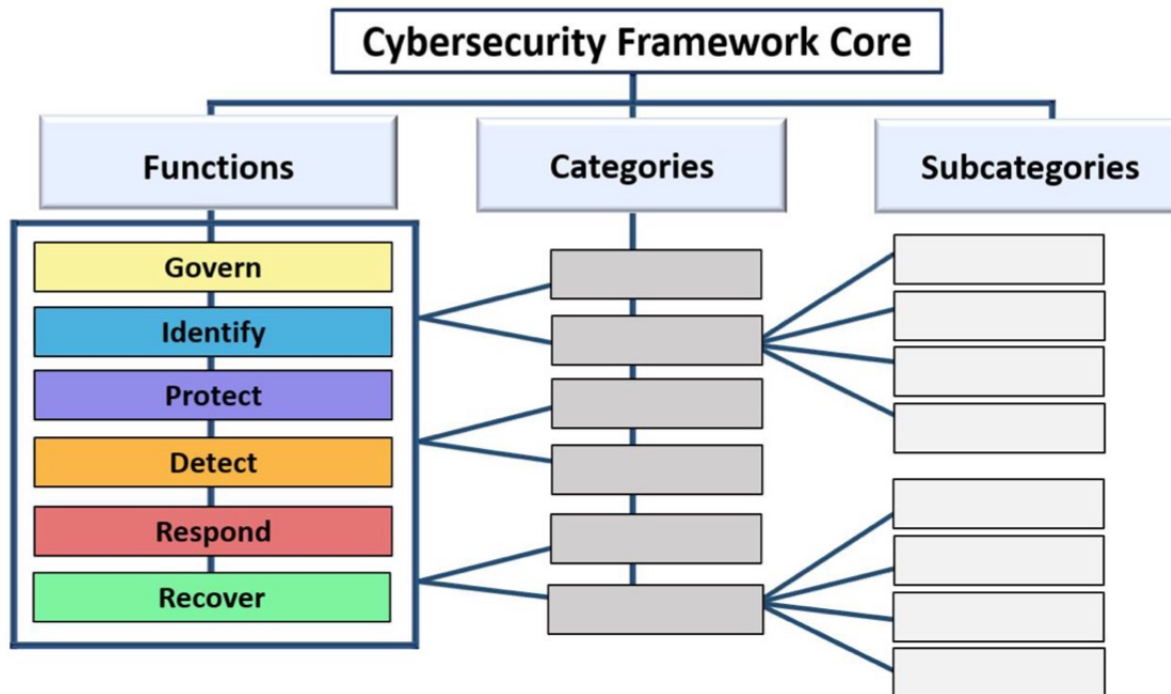 Cybersecurity Framework Core
Functions
Categories
Subcategories
Govern
Identify
Protect
Detect
Respond
Recover